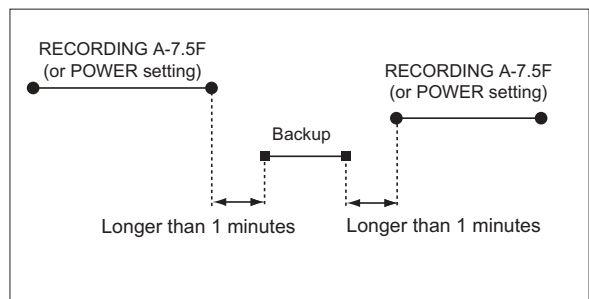 RECORDING A-7.5F
(or POWER setting)
RECORDING A-7.5F
(or POWER setting)
Backup
Longer than 1 minutes
Longer than 1 minutes